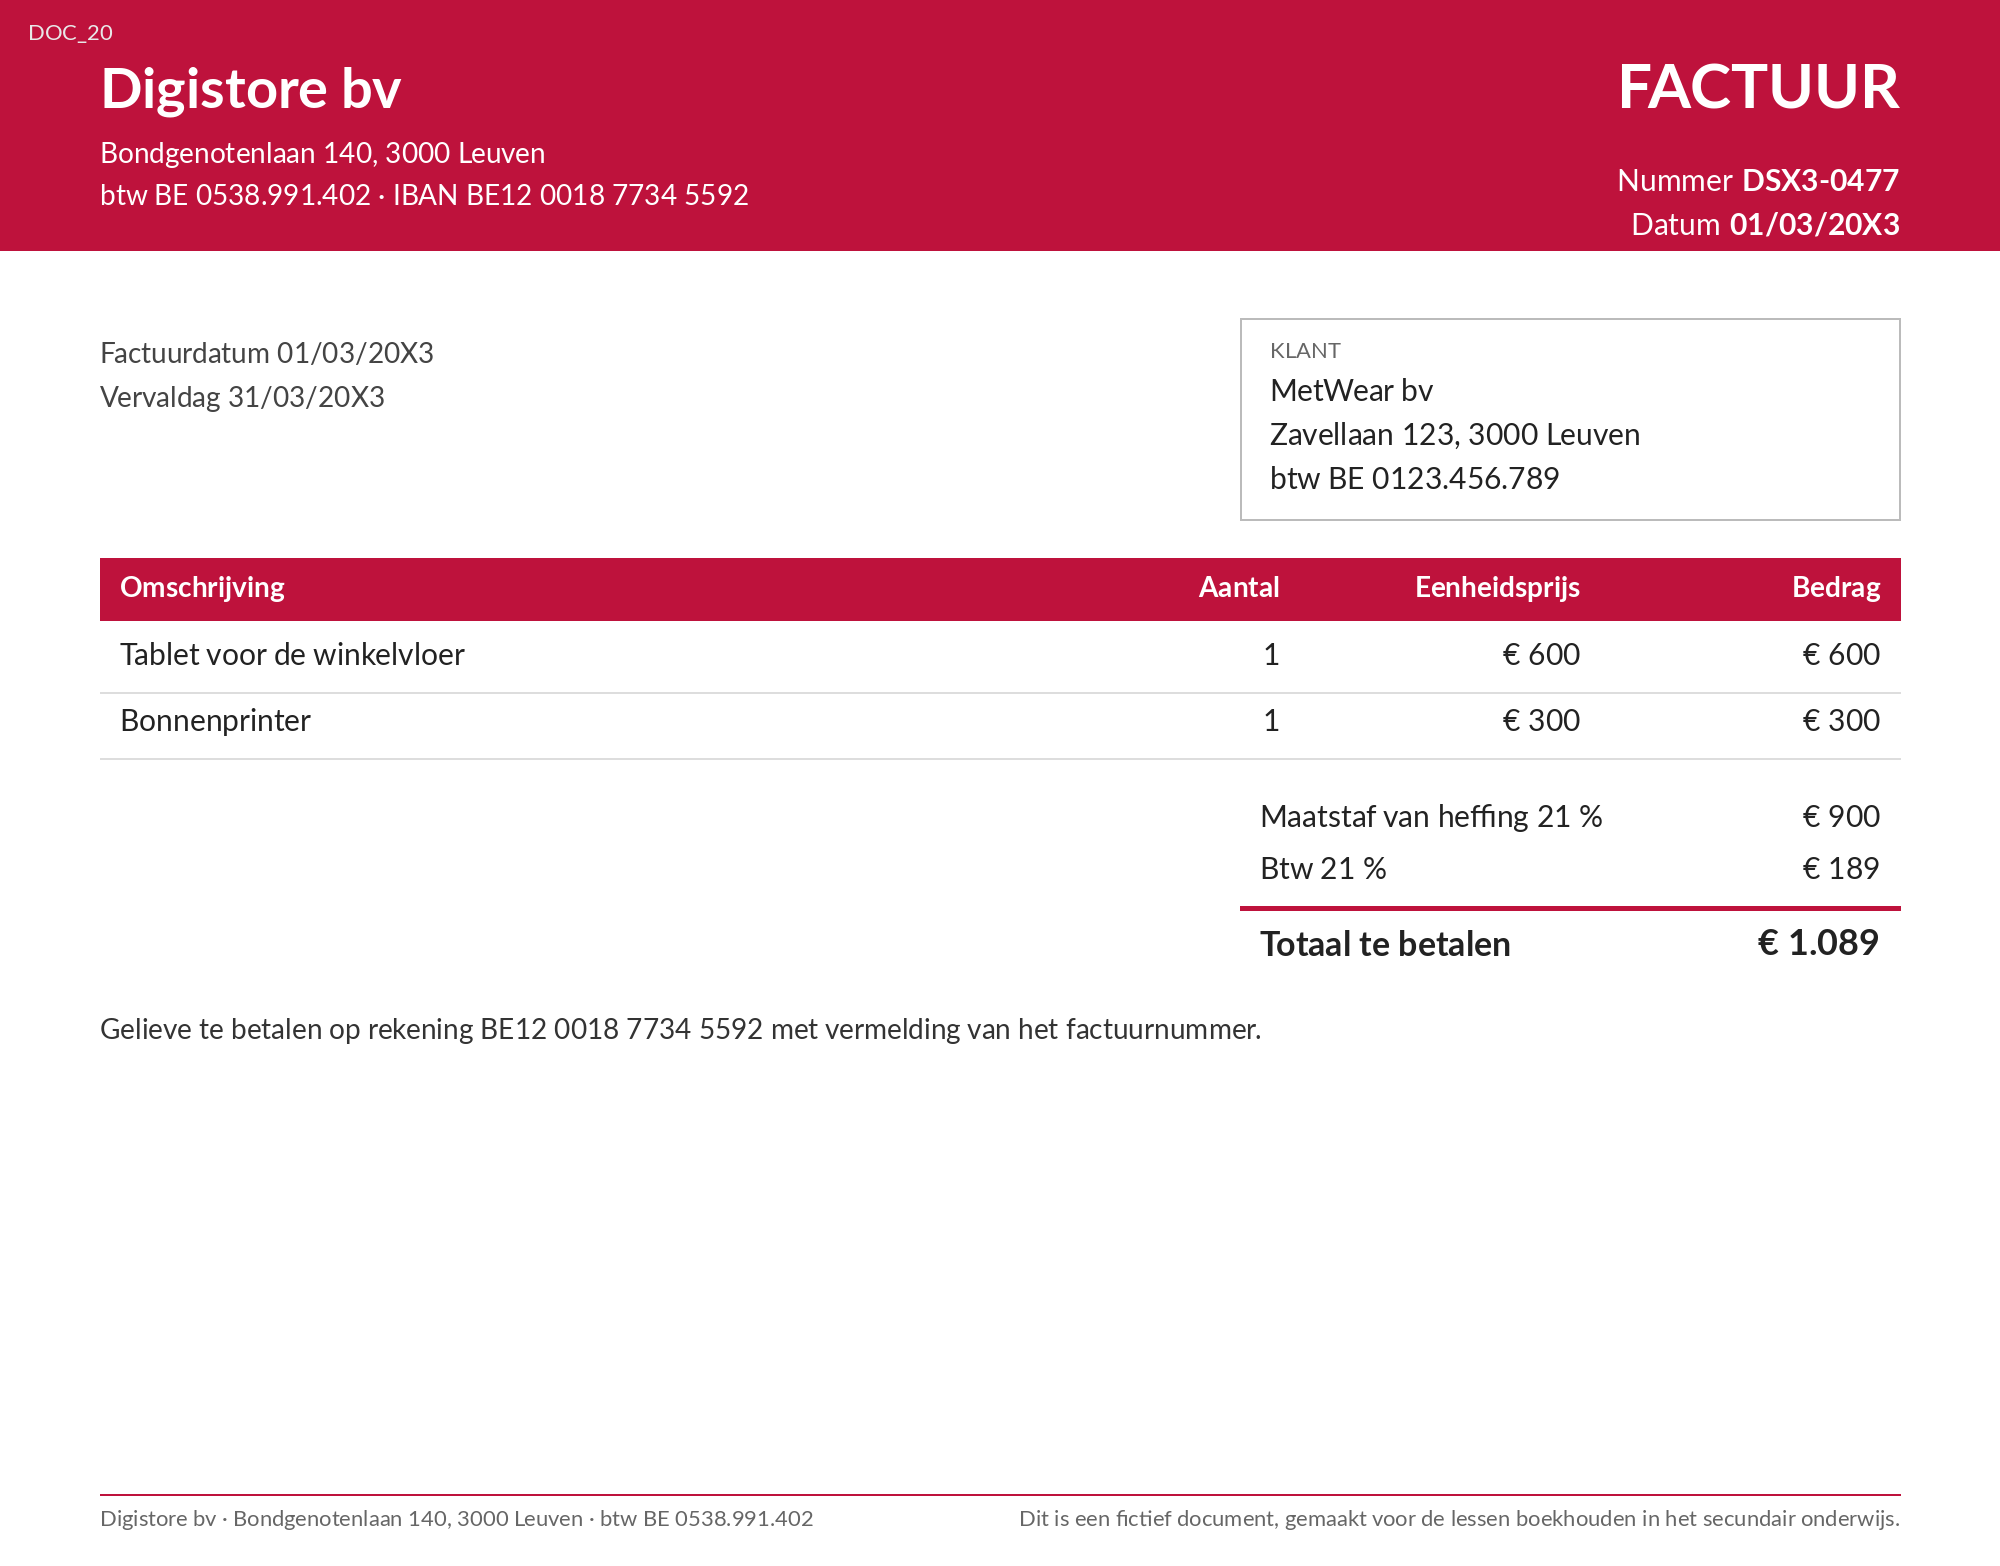 DOC_20
Digistore bv
Bondgenotenlaan 140, 3000 Leuven
btw BE 0538.991.402 · IBAN BE12 0018 7734 5592
FACTUUR
Nummer DSX3-0477
Datum 01/03/20X3
Factuurdatum 01/03/20X3
Vervaldag 31/03/20X3
KLANT
MetWear bv
Zavellaan 123, 3000 Leuven
btw BE 0123.456.789
Omschrijving Aantal Eenheidsprijs Bedrag
Tablet voor de winkelvloer 1 € 600 € 600
Bonnenprinter 1 € 300 € 300
Maatstaf van heffing 21 % € 900
Btw 21 % € 189
Totaal te betalen € 1.089
Gelieve te betalen op rekening BE12 0018 7734 5592 met vermelding van het factuurnummer.
Digistore bv · Bondgenotenlaan 140, 3000 Leuven · btw BE 0538.991.402
Dit is een fictief document, gemaakt voor de lessen boekhouden in het secundair onderwijs.